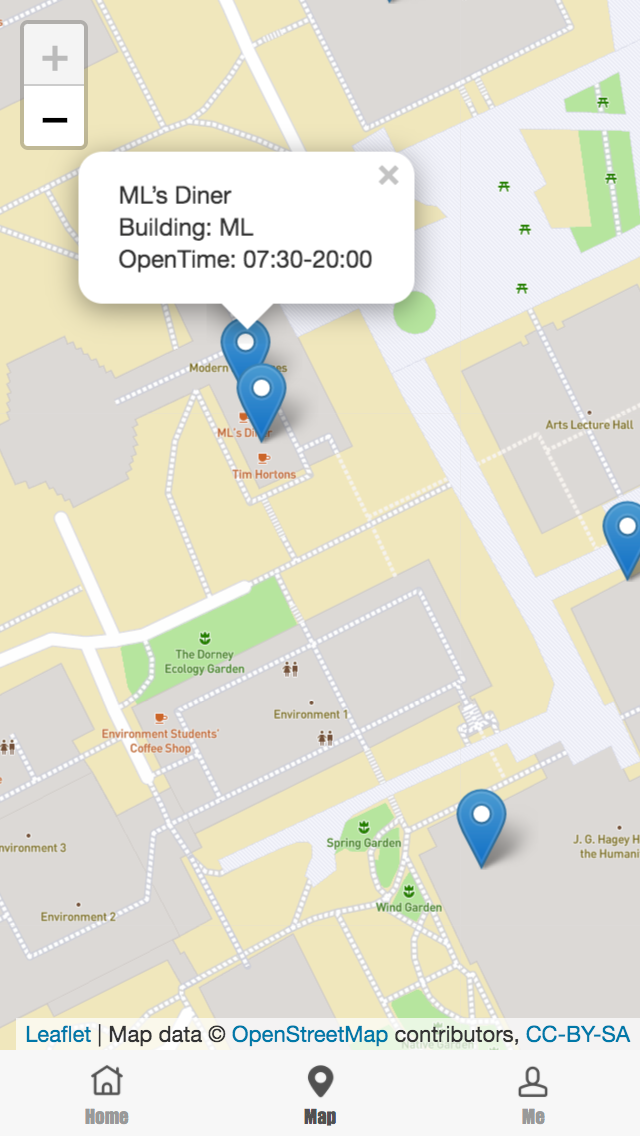 +
−
×
ML's Diner
Building: ML
OpenTime: 07:30-20:00
Modern
es
Arts Lecture Hall
ML's Di
Tim Hortons
The Dorney
Ecology Garden
Environment 1
Environment Students'
Coffee Shop
Spring Garden
J. G. Hagey H
the Humani
nvironment 3
Wind Garden
Environment 2
Leaflet | Map data © OpenStreetMap contributors, CC-BY-SA
Home
Map
Me